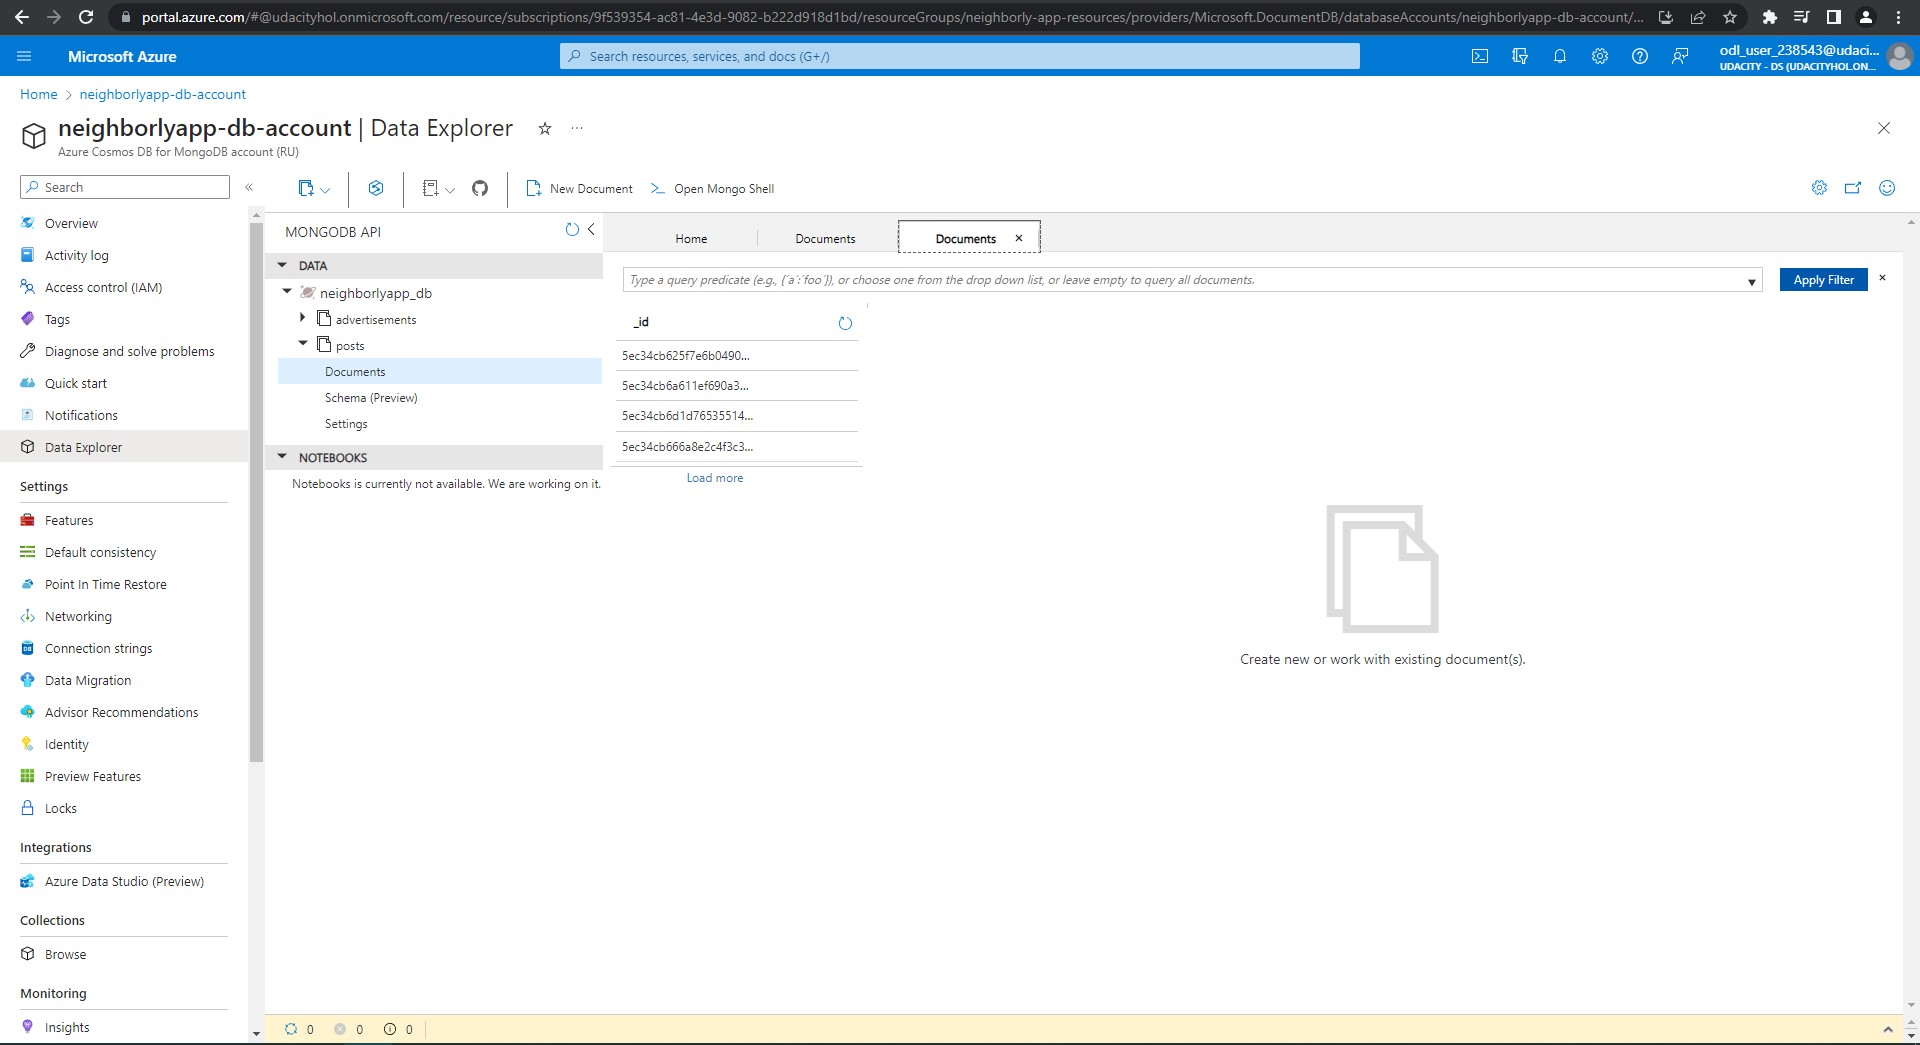 portal.azure.com/#@udacityhol.onmicrosoft.com/resource/subscriptions/9f539354-ac81-4e3d-9082-b222d918d1bd/resourceGroups/neighborly-app-resources/providers/Microsoft.DocumentDB/databaseAccounts/neighborlyapp-db-account/...
Microsoft Azure
Search resources, services, and docs (G+/)
odl_user_238543@udaci...
UDACITY - DS (UDACITYHOL.ON...
Home > neighborlyapp-db-account
neighborlyapp-db-account | Data Explorer
Azure Cosmos DB for MongoDB account (RU)
Search
Overview
Activity log
Access control (IAM)
Tags
Diagnose and solve problems
Quick start
Notifications
Data Explorer
Settings
Features
Default consistency
Point In Time Restore
Networking
Connection strings
Data Migration
Advisor Recommendations
Identity
Preview Features
Locks
Integrations
Azure Data Studio (Preview)
Collections
Browse
Monitoring
Insights
New Document
Open Mongo Shell
MONGODB API
DATA
neighborlyapp_db
advertisements
posts
Documents
Schema (Preview)
Settings
NOTEBOOKS
Notebooks is currently not available. We are working on it.
Home
Documents
Documents
Type a query predicate (e.g., {´a´:´foo´}), or choose one from the drop down list, or leave empty to query all documents.
Apply Filter
_id
5ec34cb625f7e6b0490...
5ec34cb6a611ef690a3...
5ec34cb6d1d76535514...
5ec34cb666a8e2c4f3c3...
Load more
Create new or work with existing document(s).
0 0 0